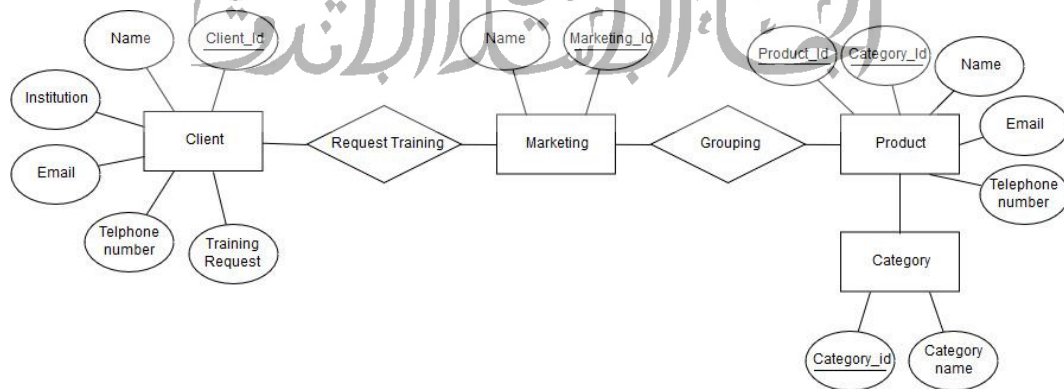 Name
Client_Id
Institution
Email
Telphone
number
Training
Request
Client
Request Training
Name
Marketing_Id
Marketing
Grouping
Product_Id
Category_Id
Name
Email
Telephone
number
Product
Category
Category_id
Category
name